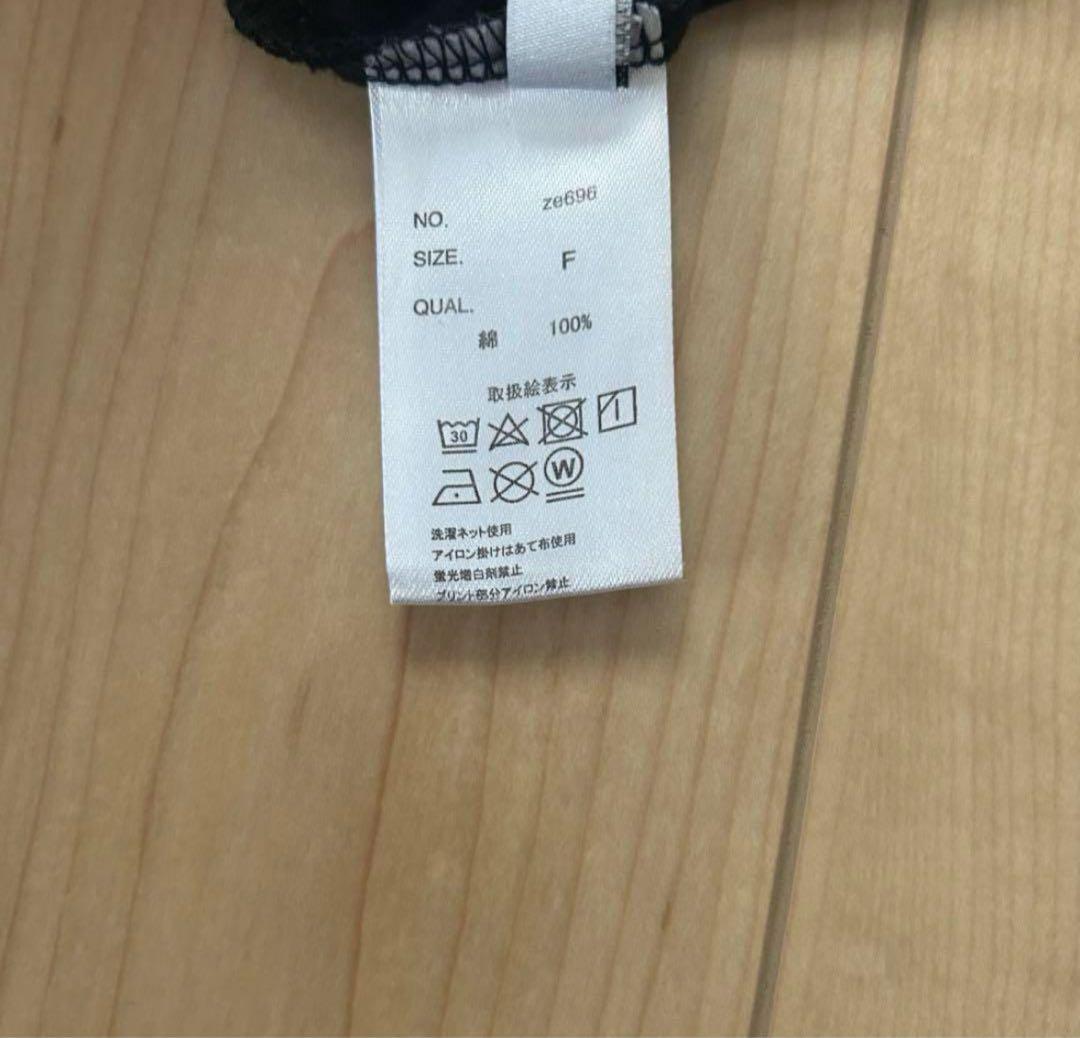 NO. ze696
SIZE. F
QUAL.
綿 100%
取扱絵表示
30
W
洗濯ネット使用
アイロン掛けはあて布使用
蛍光増白剤禁止
プリント部分アイロン禁止